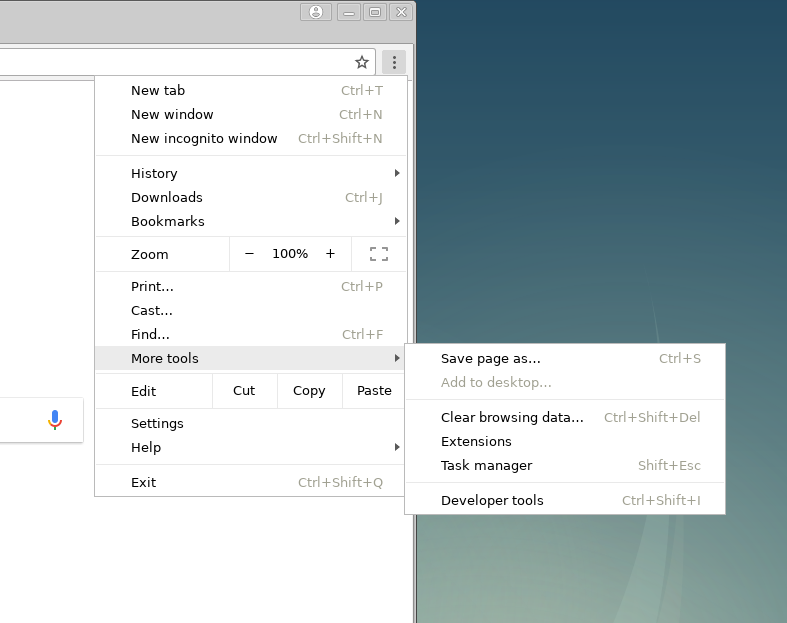 New tab Ctrl+T
New window Ctrl+N
New incognito window Ctrl+Shift+N
History
Downloads Ctrl+J
Bookmarks
Zoom − 100% +
Print... Ctrl+P
Cast...
Find... Ctrl+F
More tools
Edit Cut Copy Paste
Settings
Help
Exit Ctrl+Shift+Q
Save page as... Ctrl+S
Add to desktop...
Clear browsing data... Ctrl+Shift+Del
Extensions
Task manager Shift+Esc
Developer tools Ctrl+Shift+I